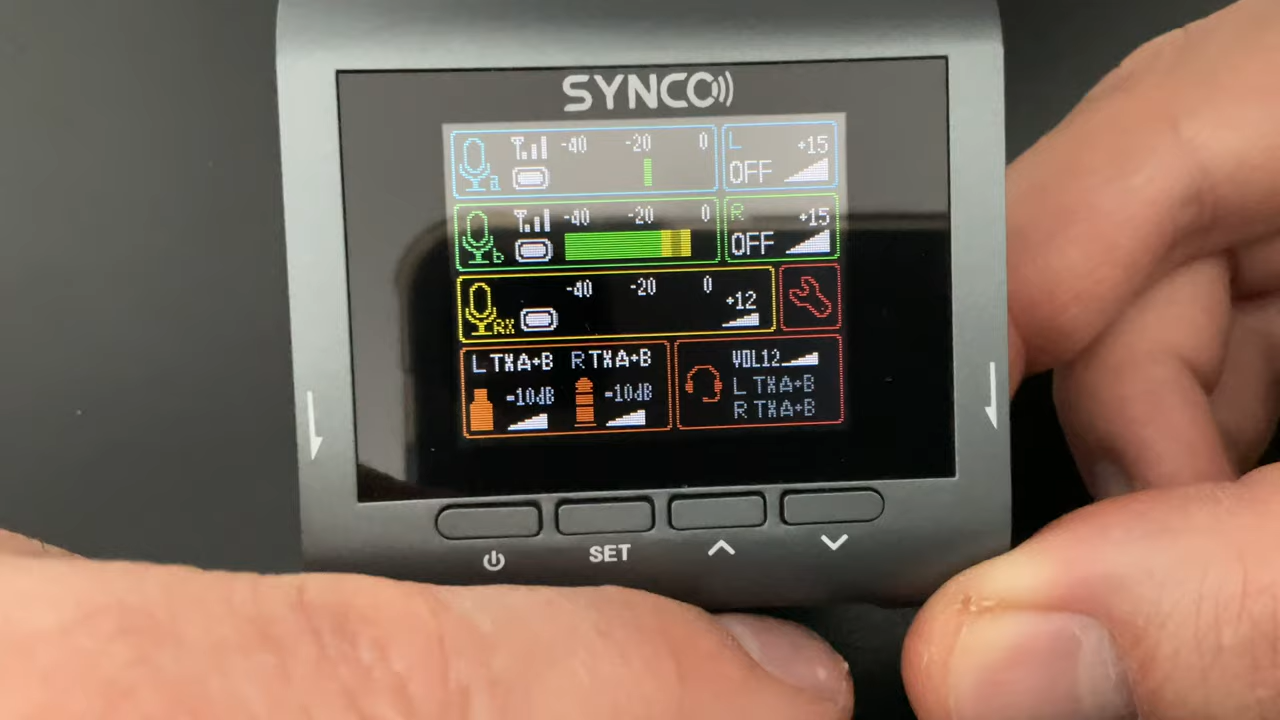 SYNCO
a -40 -20 0 L +15
OFF
b -40 -20 0 R +15
OFF
RX -40 -20 0 +12
L TXA+B R TXA+B VOL12
-10dB -10dB L TXA+B
R TXA+B
SET